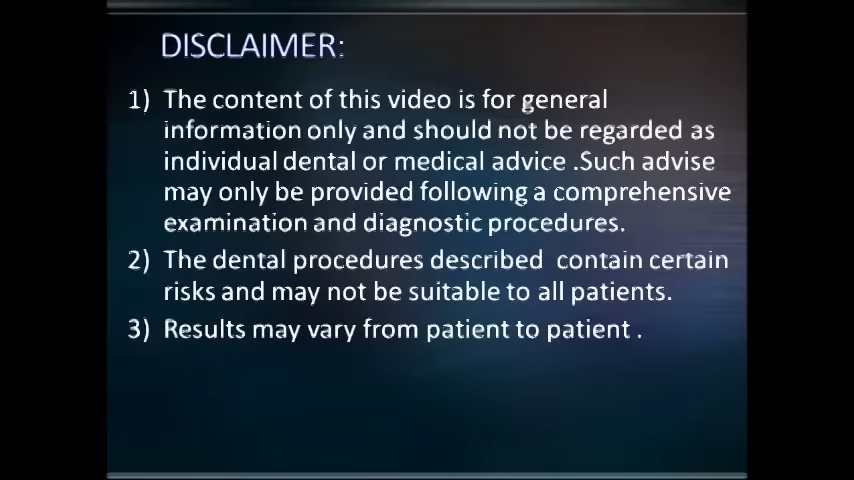 DISCLAIMER:
1) The content of this video is for general
information only and should not be regarded as
individual dental or medical advice .Such advise
may only be provided following a comprehensive
examination and diagnostic procedures.
2) The dental procedures described  contain certain
risks and may not be suitable to all patients.
3) Results may vary from patient to patient .